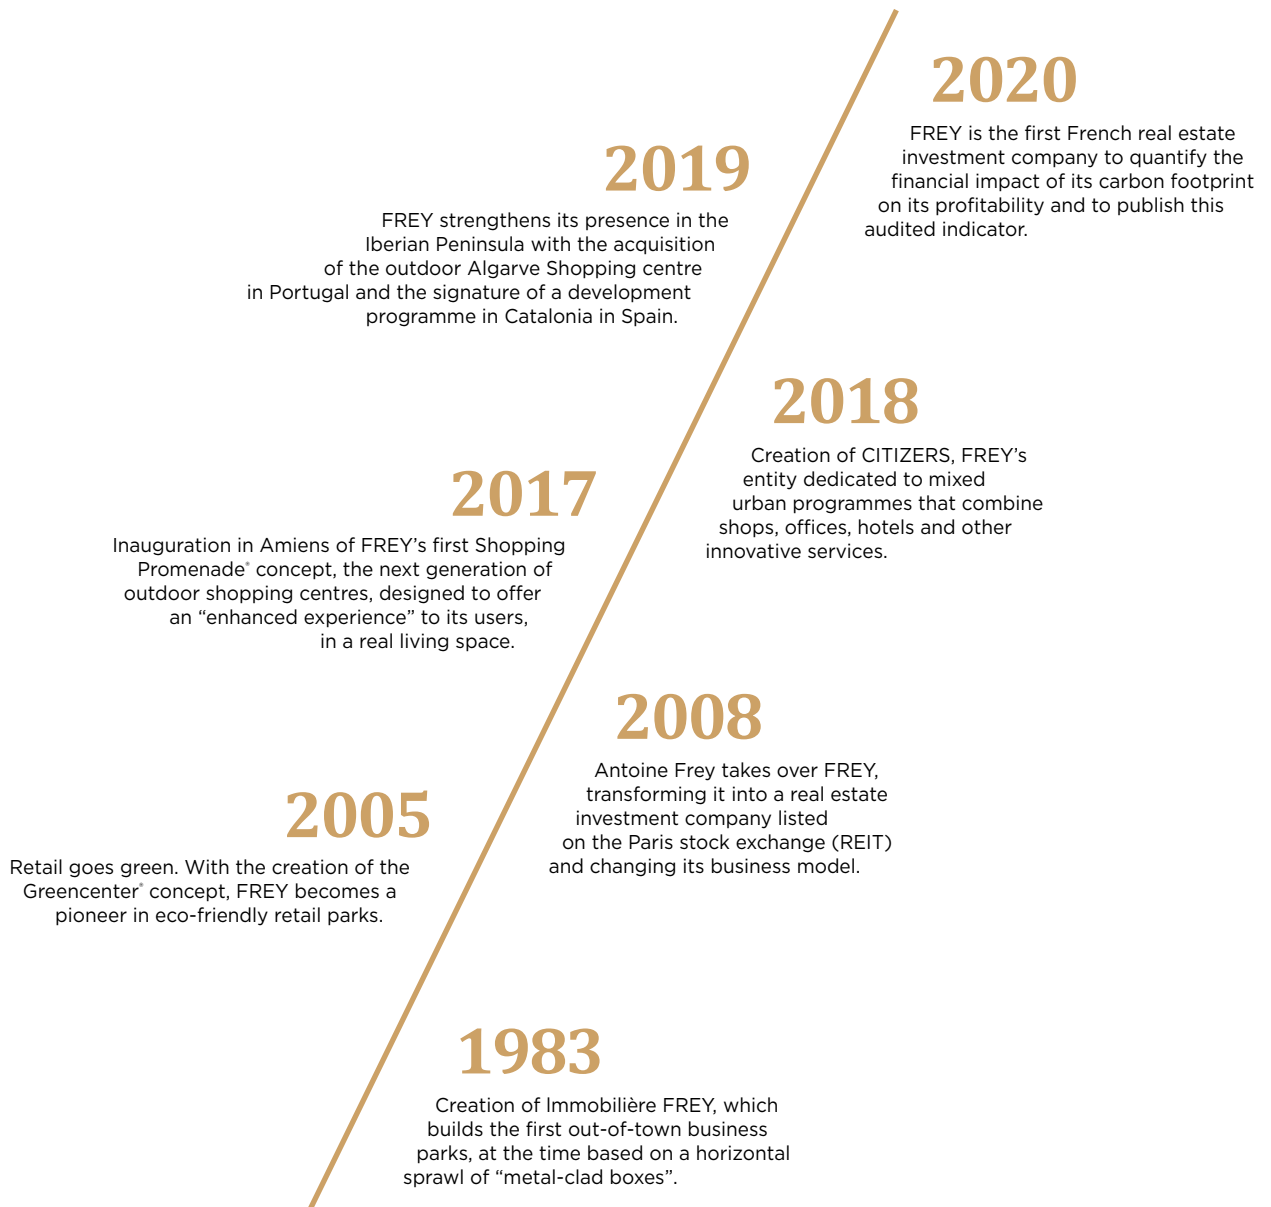 2020
FREY is the first French real estate
investment company to quantify the
financial impact of its carbon footprint
on its profitability and to publish this
audited indicator.
2019
FREY strengthens its presence in the
Iberian Peninsula with the acquisition
of the outdoor Algarve Shopping centre
in Portugal and the signature of a development
programme in Catalonia in Spain.
2018
Creation of CITIZERS, FREY’s
entity dedicated to mixed
urban programmes that combine
shops, offices, hotels and other
innovative services.
2017
Inauguration in Amiens of FREY’s first Shopping
Promenade® concept, the next generation of
outdoor shopping centres, designed to offer
an “enhanced experience” to its users,
in a real living space.
2008
Antoine Frey takes over FREY,
transforming it into a real estate
investment company listed
on the Paris stock exchange (REIT)
and changing its business model.
2005
Retail goes green. With the creation of the
Greencenter® concept, FREY becomes a
pioneer in eco-friendly retail parks.
1983
Creation of Immobilière FREY, which
builds the first out-of-town business
parks, at the time based on a horizontal
sprawl of “metal-clad boxes”.